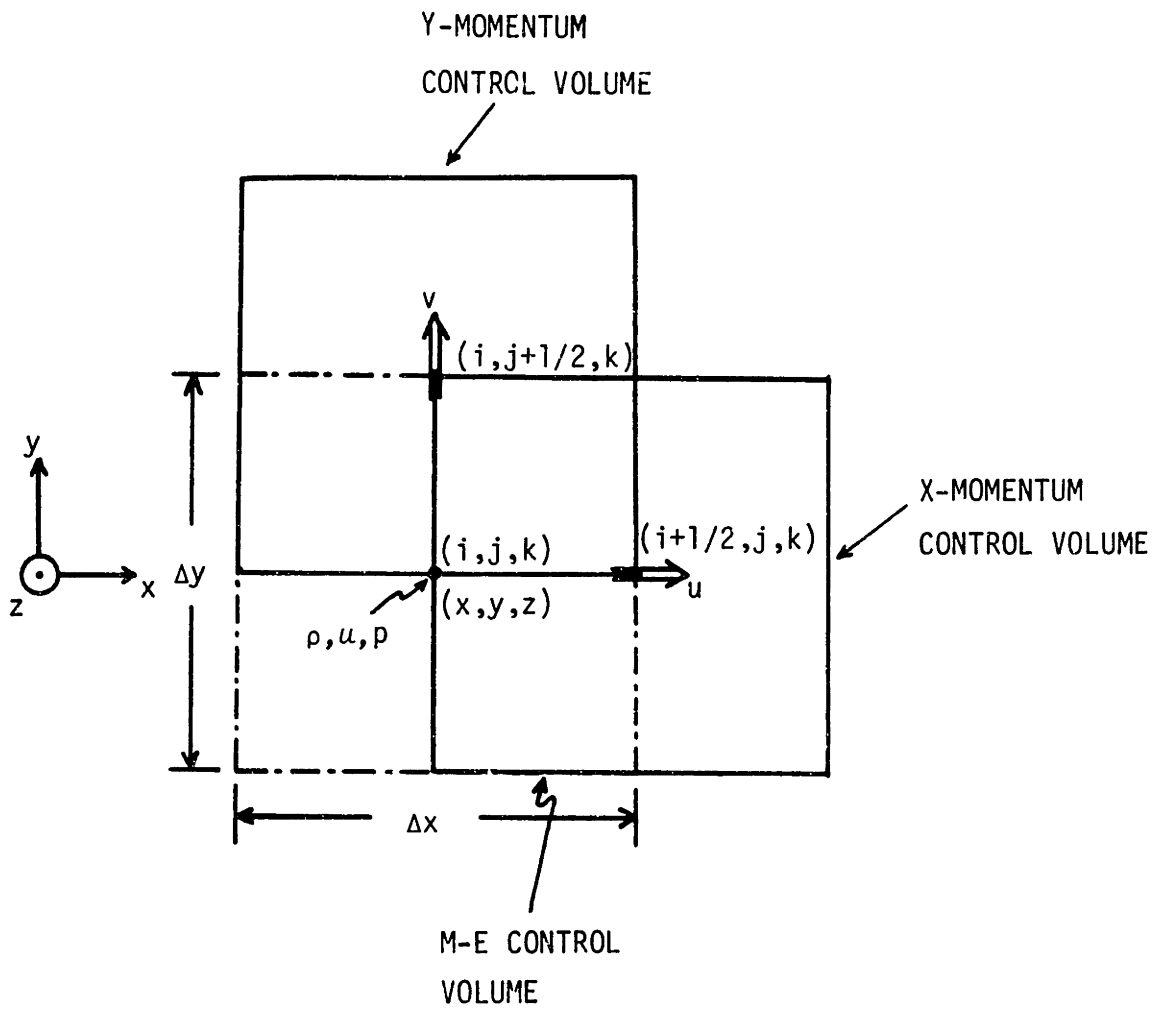 Y-MOMENTUM
CONTROL VOLUME
v
(i,j+1/2,k)
y
X-MOMENTUM
CONTROL VOLUME
(i+1/2,j,k)
(i,j,k)
x
Δy
u
z
(x,y,z)
ρ,u,p
Δx
M-E CONTROL
VOLUME